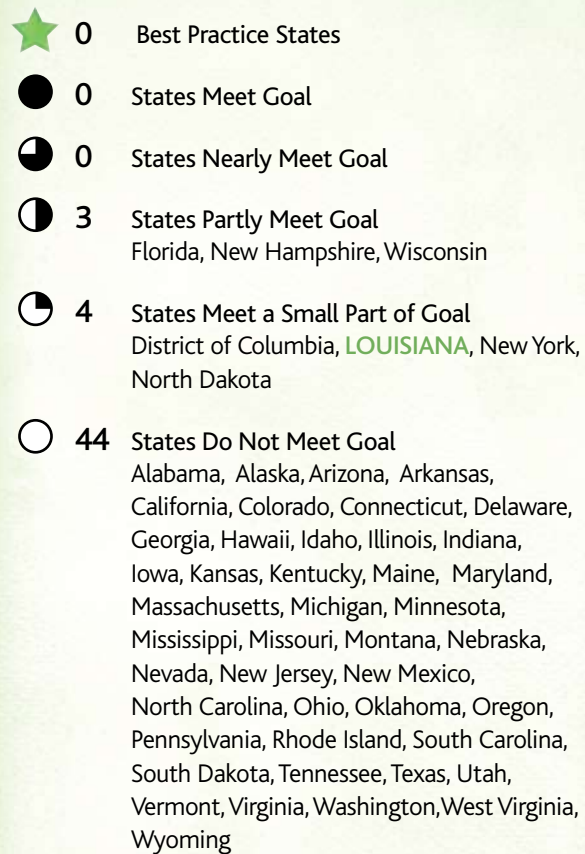 0 Best Practice States
0 States Meet Goal
0 States Nearly Meet Goal
3 States Partly Meet Goal
Florida, New Hampshire, Wisconsin
4 States Meet a Small Part of Goal
District of Columbia, LOUISIANA, New York,
North Dakota
44 States Do Not Meet Goal
Alabama, Alaska, Arizona, Arkansas,
California, Colorado, Connecticut, Delaware,
Georgia, Hawaii, Idaho, Illinois, Indiana,
Iowa, Kansas, Kentucky, Maine, Maryland,
Massachusetts, Michigan, Minnesota,
Mississippi, Missouri, Montana, Nebraska,
Nevada, New Jersey, New Mexico,
North Carolina, Ohio, Oklahoma, Oregon,
Pennsylvania, Rhode Island, South Carolina,
South Dakota, Tennessee, Texas, Utah,
Vermont, Virginia, Washington, West Virginia,
Wyoming